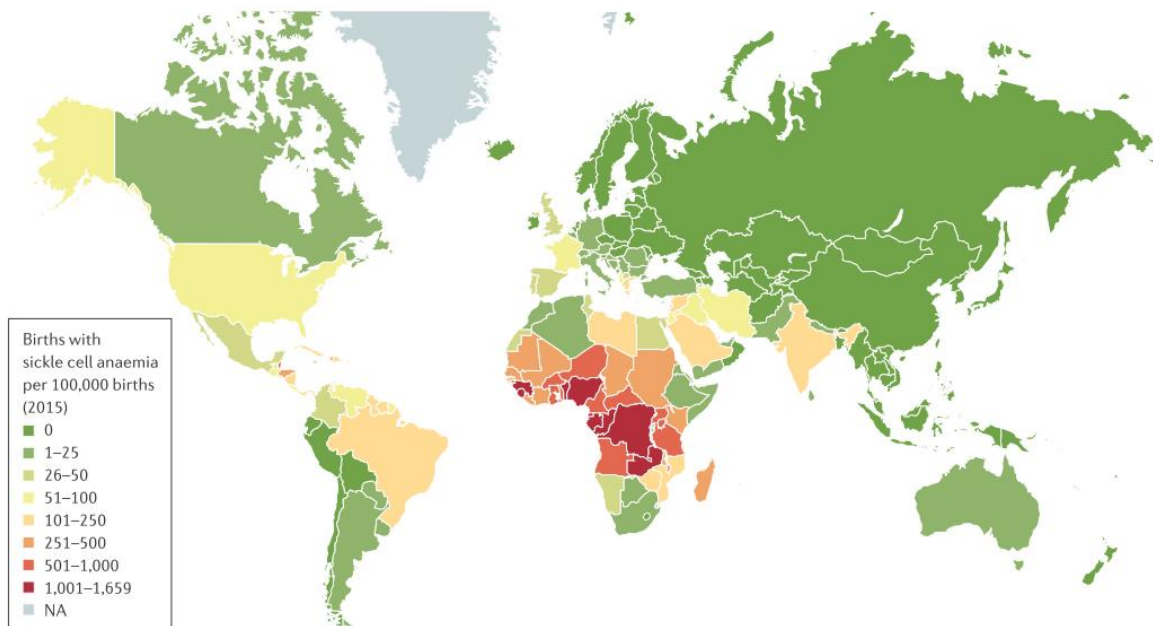 Births with
sickle cell anaemia
per 100,000 births
(2015)
0
1–25
26–50
51–100
101–250
251–500
501–1,000
1,001–1,659
NA